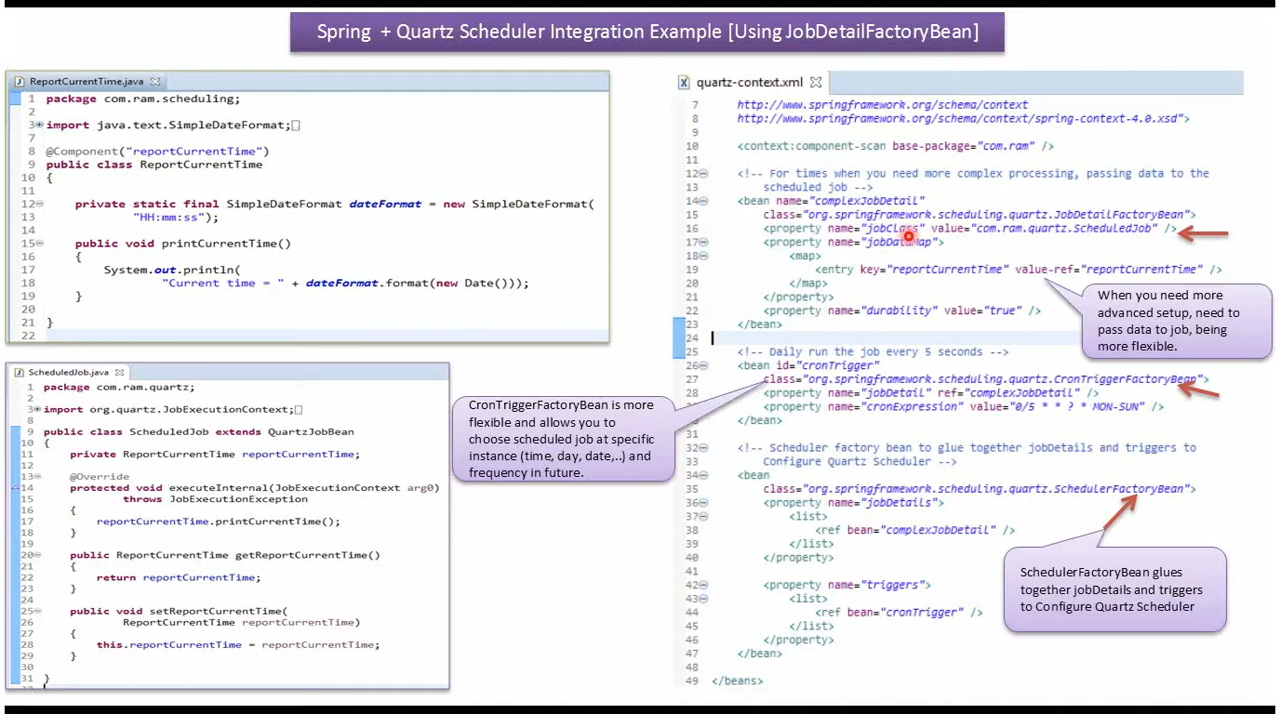 Spring + Quartz Scheduler Integration Example [Using JobDetailFactoryBean]
ReportCurrentTime.java
1 package com.ram.scheduling;
2
3 import java.text.SimpleDateFormat;
7
8 @Component("reportCurrentTime")
9 public class ReportCurrentTime
10 {
11
12 private static final SimpleDateFormat dateFormat = new SimpleDateFormat(
13 "HH:mm:ss");
14
15 public void printCurrentTime()
16 {
17 System.out.println(
18 "Current time = " + dateFormat.format(new Date()));
19 }
20
21 }
22
ScheduledJob.java
1 package com.ram.quartz;
2
3 import org.quartz.JobExecutionContext;
8
9 public class ScheduledJob extends QuartzJobBean
10 {
11 private ReportCurrentTime reportCurrentTime;
12
13 @Override
14 protected void executeInternal(JobExecutionContext arg0)
15 throws JobExecutionException
16 {
17 reportCurrentTime.printCurrentTime();
18 }
19
20 public ReportCurrentTime getReportCurrentTime()
21 {
22 return reportCurrentTime;
23 }
24
25 public void setReportCurrentTime(
26 ReportCurrentTime reportCurrentTime)
27 {
28 this.reportCurrentTime = reportCurrentTime;
29 }
30
31 }
CronTriggerFactoryBean is more
flexible and allows you to
choose scheduled job at specific
instance (time, day, date,..) and
frequency in future.
quartz-context.xml
7 http://www.springframework.org/schema/context
8 http://www.springframework.org/schema/context/spring-context-4.0.xsd">
9
10 <context:component-scan base-package="com.ram" />
11
12 <!-- For times when you need more complex processing, passing data to the
13 scheduled job -->
14 <bean name="complexJobDetail"
15 class="org.springframework.scheduling.quartz.JobDetailFactoryBean">
16 <property name="jobClass" value="com.ram.quartz.ScheduledJob" />
17 <property name="jobDataMap">
18 <map>
19 <entry key="reportCurrentTime" value-ref="reportCurrentTime" />
20 </map>
21 </property>
22 <property name="durability" value="true" />
23 </bean>
24
25 <!-- Daily run the job every 5 seconds -->
26 <bean id="cronTrigger"
27 class="org.springframework.scheduling.quartz.CronTriggerFactoryBean">
28 <property name="jobDetail" ref="complexJobDetail" />
29 <property name="cronExpression" value="0/5 * * ? * MON-SUN" />
30 </bean>
31
32 <!-- Scheduler factory bean to glue together jobDetails and triggers to
33 Configure Quartz Scheduler -->
34 <bean
35 class="org.springframework.scheduling.quartz.SchedulerFactoryBean">
36 <property name="jobDetails">
37 <list>
38 <ref bean="complexJobDetail" />
39 </list>
40 </property>
41
42 <property name="triggers">
43 <list>
44 <ref bean="cronTrigger" />
45 </list>
46 </property>
47 </bean>
48
49 </beans>
When you need more
advanced setup, need to
pass data to job, being
more flexible.
SchedulerFactoryBean glues
together jobDetails and triggers
to Configure Quartz Scheduler